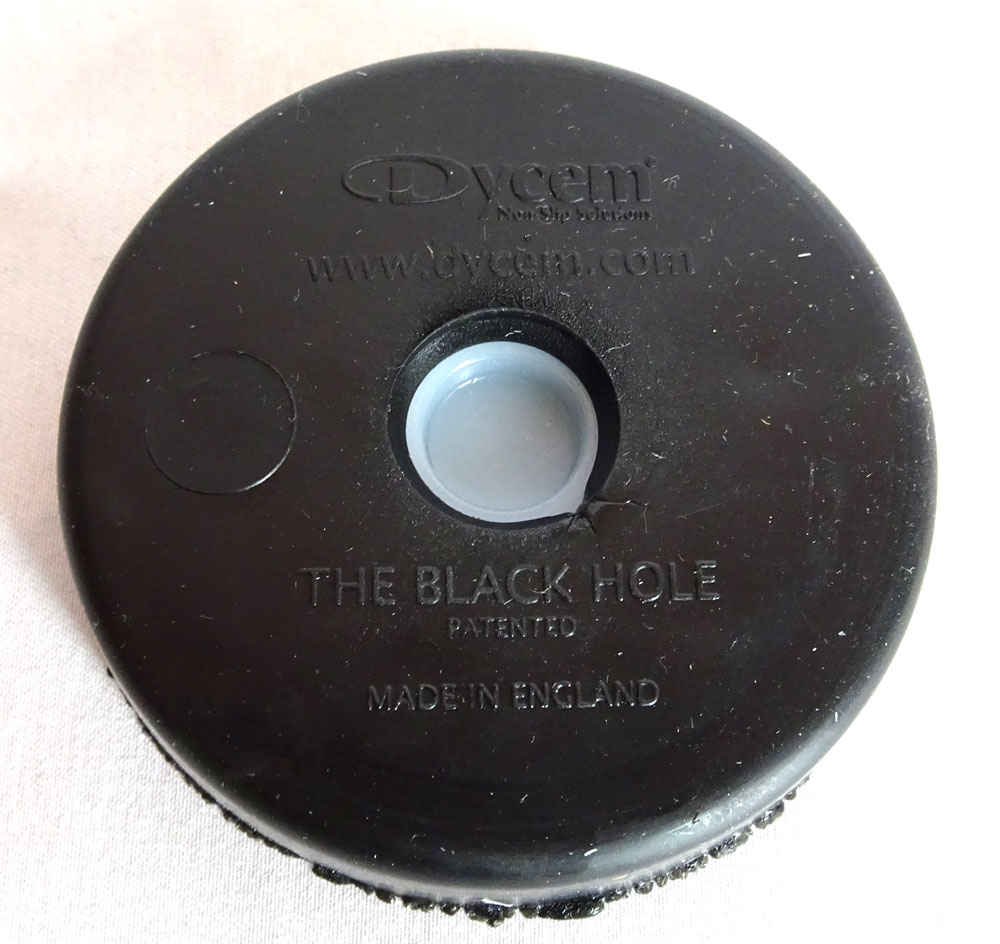 Dycem®
Non-Slip Solutions
www.dycem.com
THE BLACK HOLE
PATENTED
MADE IN ENGLAND